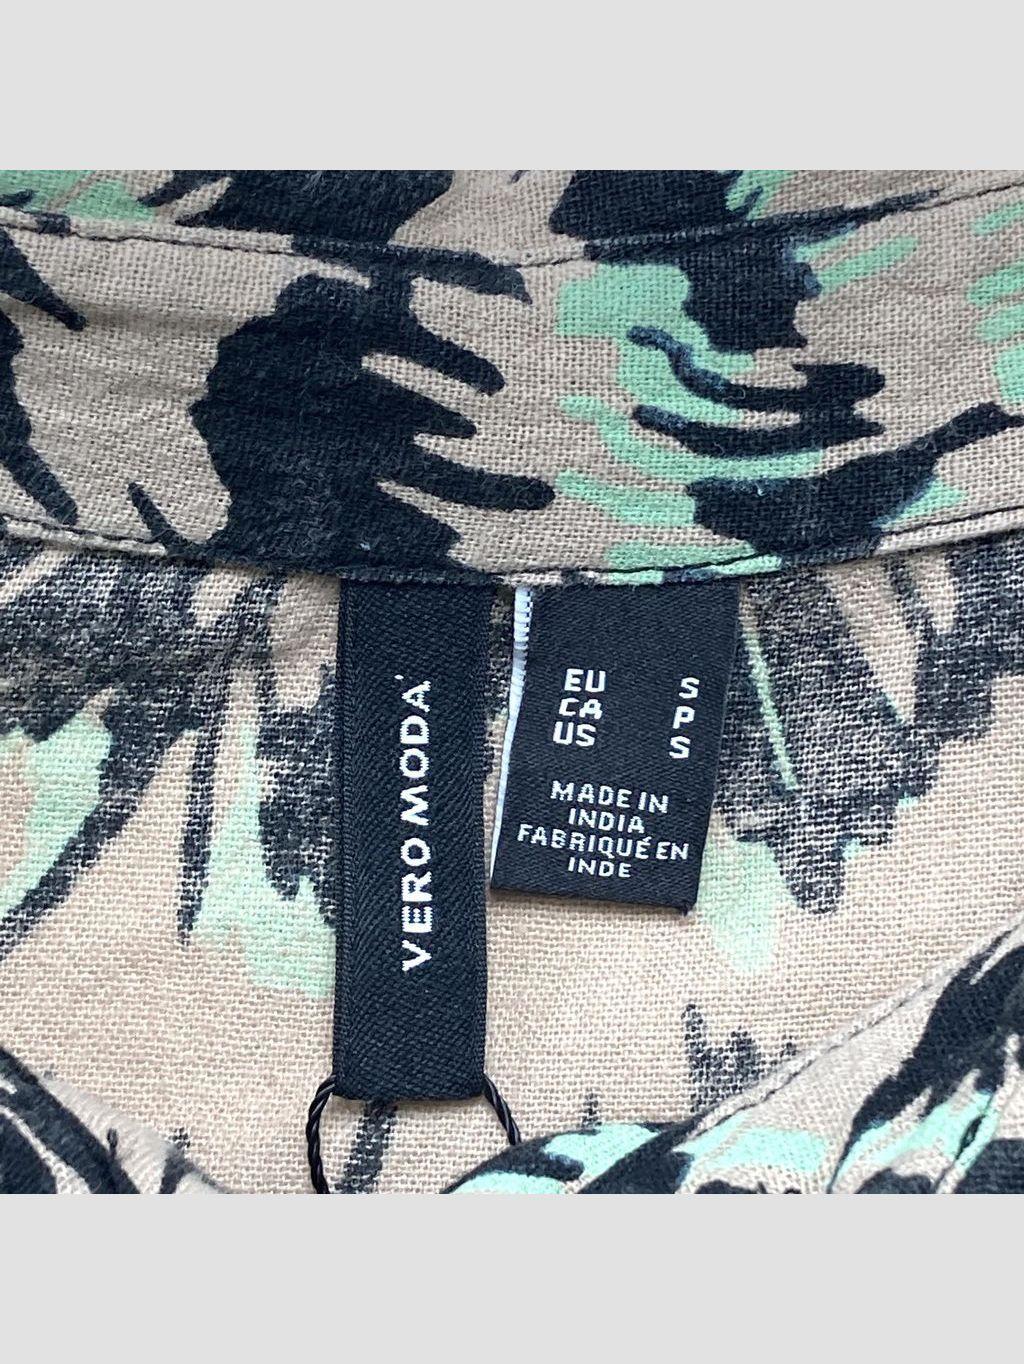 VERO MODA
EU S
CA P
US S
MADE IN
INDIA
FABRIQUÉ EN
INDE